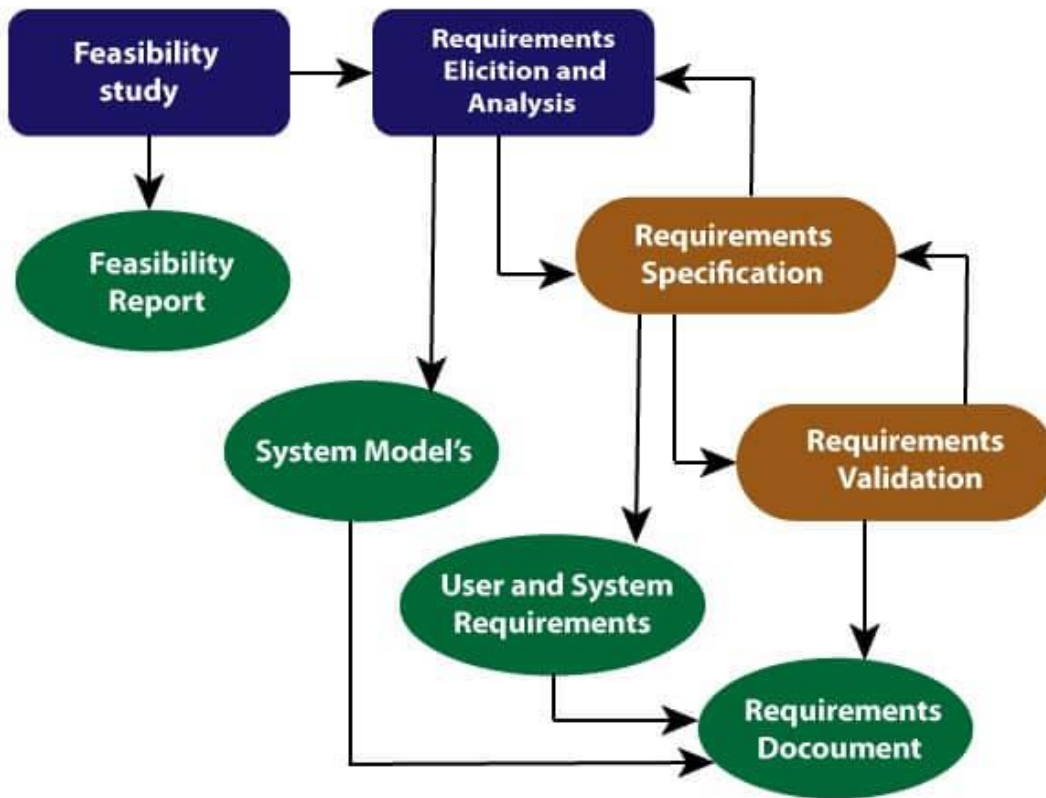 Feasibility
study
Requirements
Elicition and
Analysis
Feasibility
Report
Requirements
Specification
System Model's
Requirements
Validation
User and System
Requirements
Requirements
Docoument